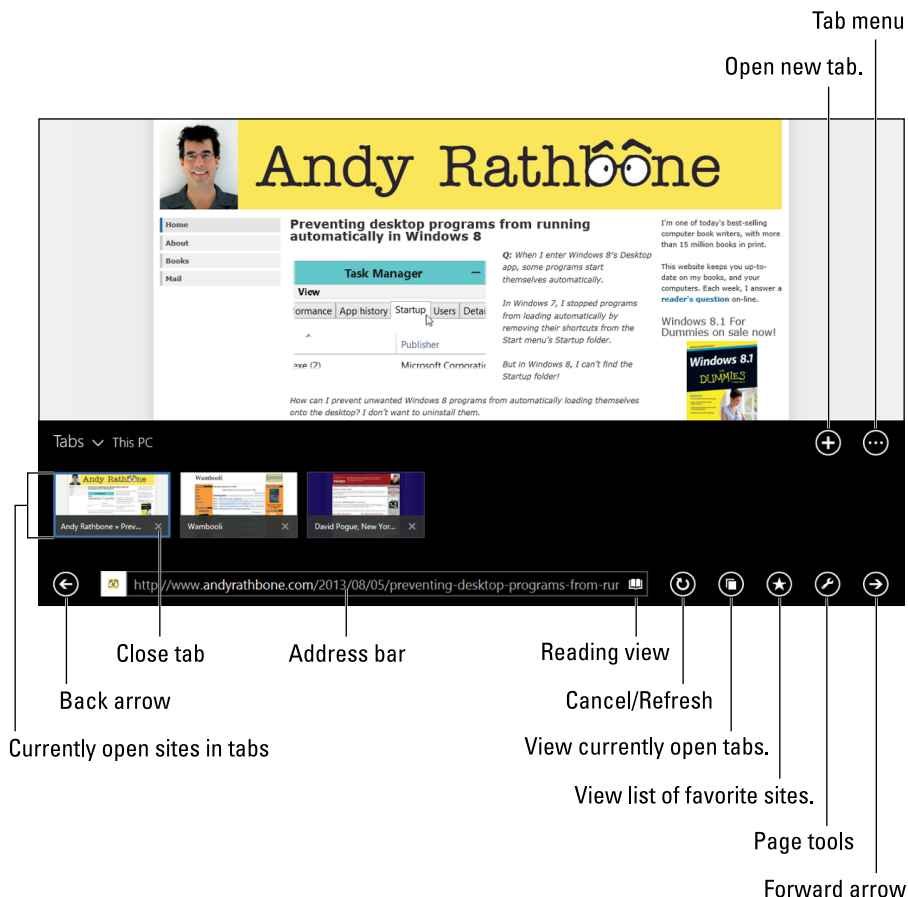 Tab menu
Open new tab.
Andy Rathbone
Home
About
Books
Mail
Preventing desktop programs from running
automatically in Windows 8
Task Manager
View
ormance App history Startup Users Detai
Publisher
exe (2) Microsoft Corporatic
Q: When I enter Windows 8's Desktop
app, some programs start
themselves automatically.
In Windows 7, I stopped programs
from loading automatically by
removing their shortcuts from the
Start menu's Startup folder.
But in Windows 8, I can't find the
Startup folder!
How can I prevent unwanted Windows 8 programs from automatically loading themselves
onto the desktop? I don't want to uninstall them.
I'm one of today's best-selling
computer book writers, with more
than 15 million books in print.
This website keeps you up-to-
date on my books, and your
computers. Each week, I answer a
reader's question on-line.
Windows 8.1 For
Dummies on sale now!
Windows 8.1
DUMMIES
Tabs This PC
Andy Rathbone
Wambooli
Andy Rathbone » Prev...
Wambooli
David Pogue, New Yor...
http://www.andyrathbone.com/2013/08/05/preventing-desktop-programs-from-rur
Close tab
Address bar
Reading view
Back arrow
Cancel/Refresh
Currently open sites in tabs
View currently open tabs.
View list of favorite sites.
Page tools
Forward arrow